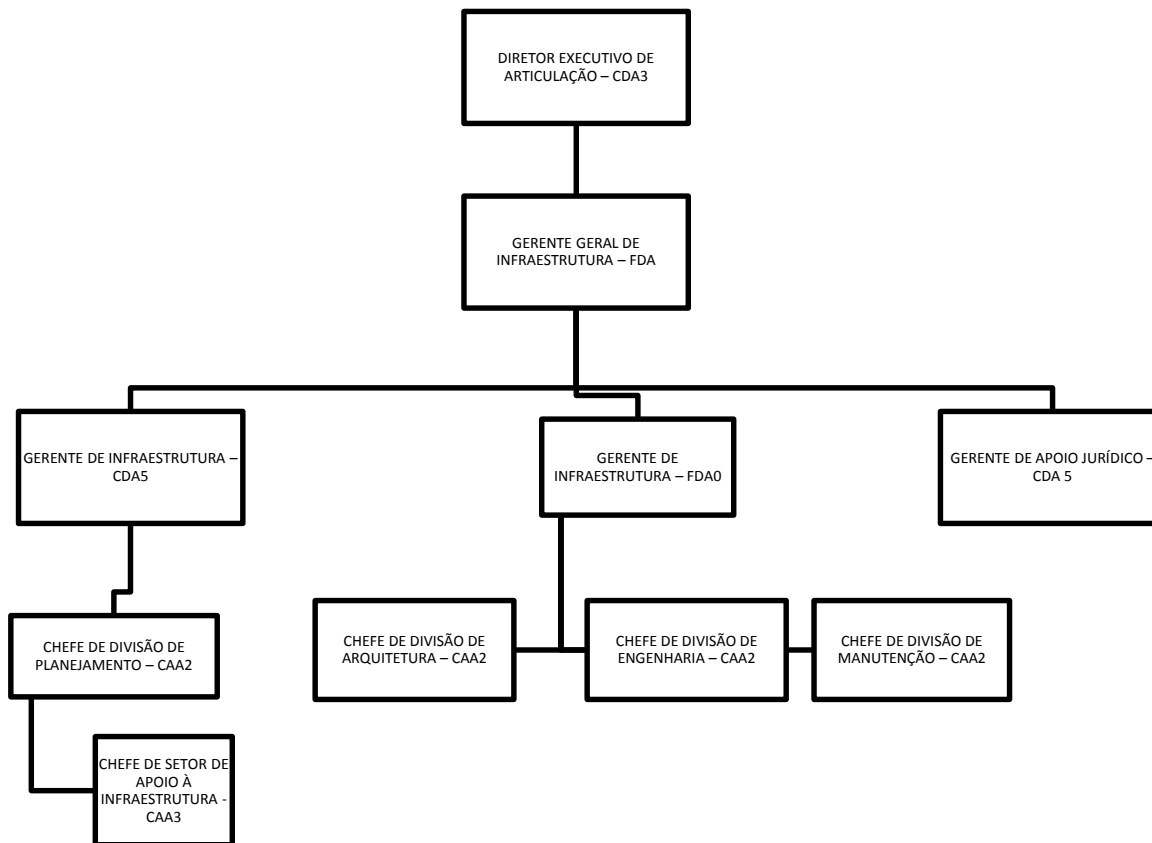 DIRETOR EXECUTIVO DE
ARTICULAÇÃO – CDA3
GERENTE GERAL DE
INFRAESTRUTURA – FDA
GERENTE DE INFRAESTRUTURA –
CDA5
GERENTE DE
INFRAESTRUTURA – FDA0
GERENTE DE APOIO JURÍDICO –
CDA 5
CHEFE DE DIVISÃO DE
PLANEJAMENTO – CAA2
CHEFE DE DIVISÃO DE
ARQUITETURA – CAA2
CHEFE DE DIVISÃO DE
ENGENHARIA – CAA2
CHEFE DE DIVISÃO DE
MANUTENÇÃO – CAA2
CHEFE DE SETOR DE
APOIO À
INFRAESTRUTURA -
CAA3